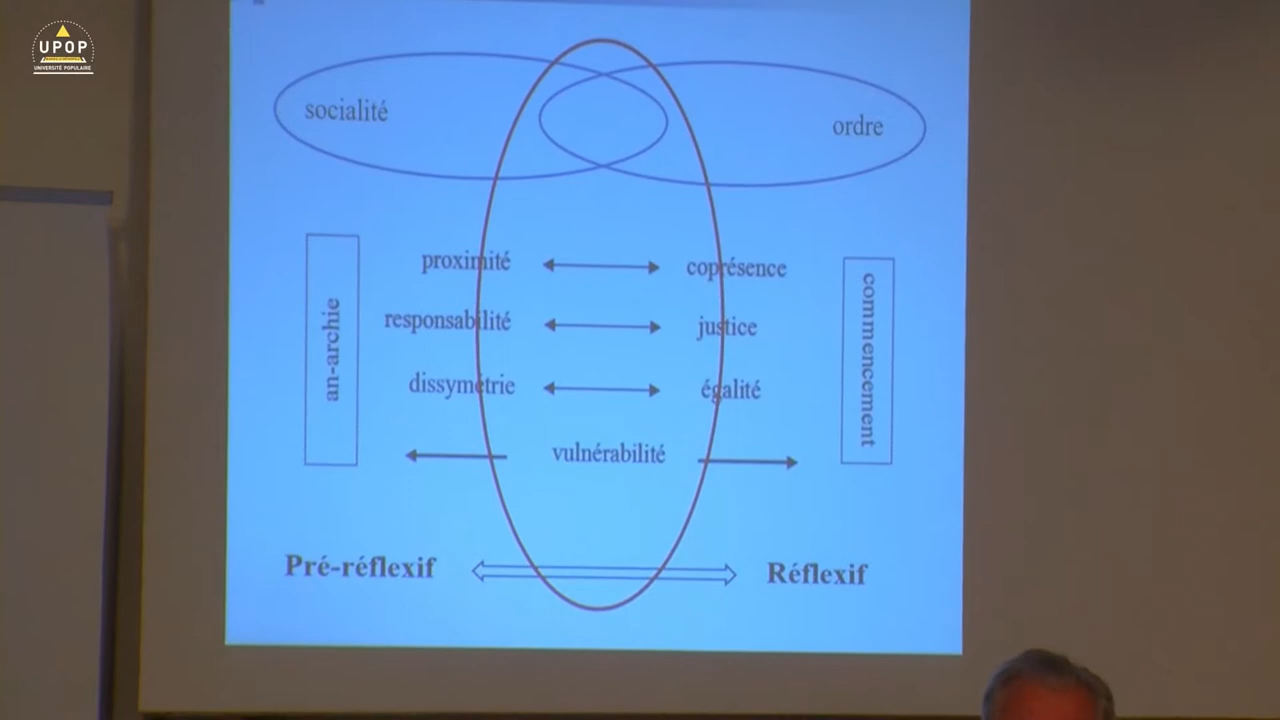 UPOP
UNIVERSITÉ POPULAIRE
socialité
ordre
proximité
coprésence
an-archie
commencement
responsabilité
justice
dissymétrie
égalité
vulnérabilité
Pré-réflexif
Réflexif